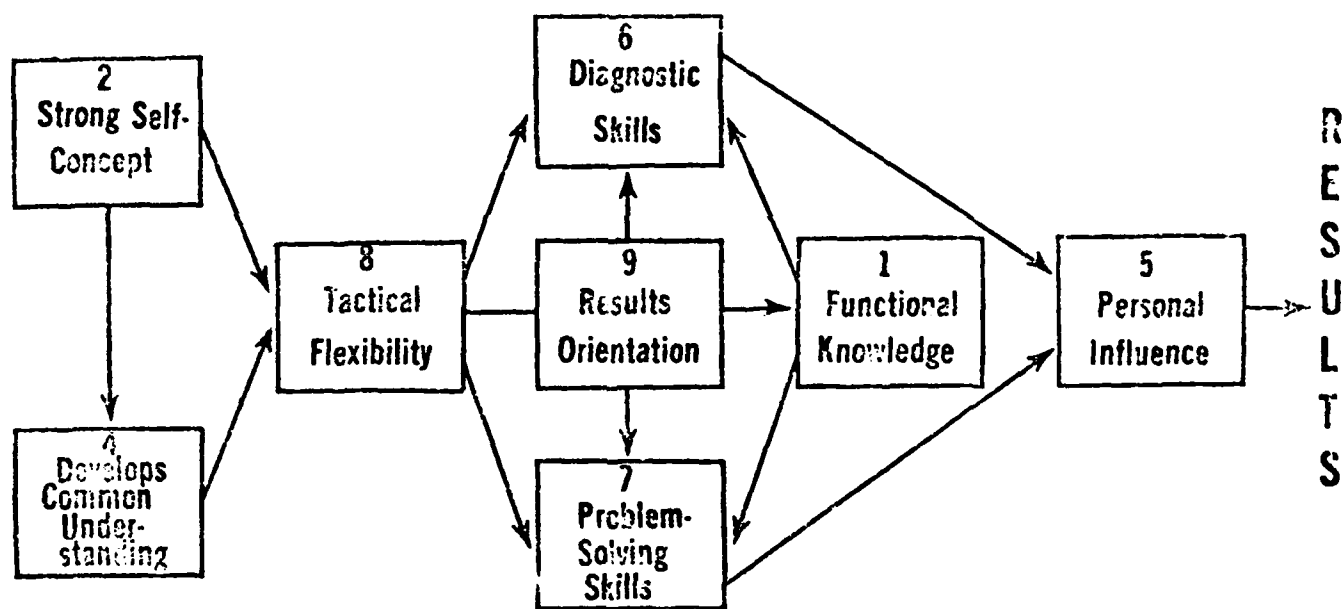 2
Strong Self-
Concept
4
Develops
Common
Under-
standing
8
Tactical
Flexibility
6
Diagnostic
Skills
9
Results
Orientation
7
Problem-
Solving
Skills
1
Functional
Knowledge
5
Personal
Influence
R
E
S
U
L
T
S